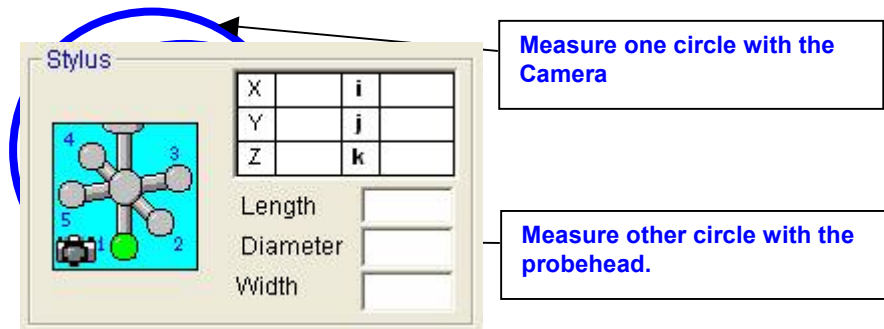 Measure one circle with the
Camera
Stylus
X i
Y j
Z k
4
3
5
1
2
Length
Diameter
Width
Measure other circle with the
probehead.